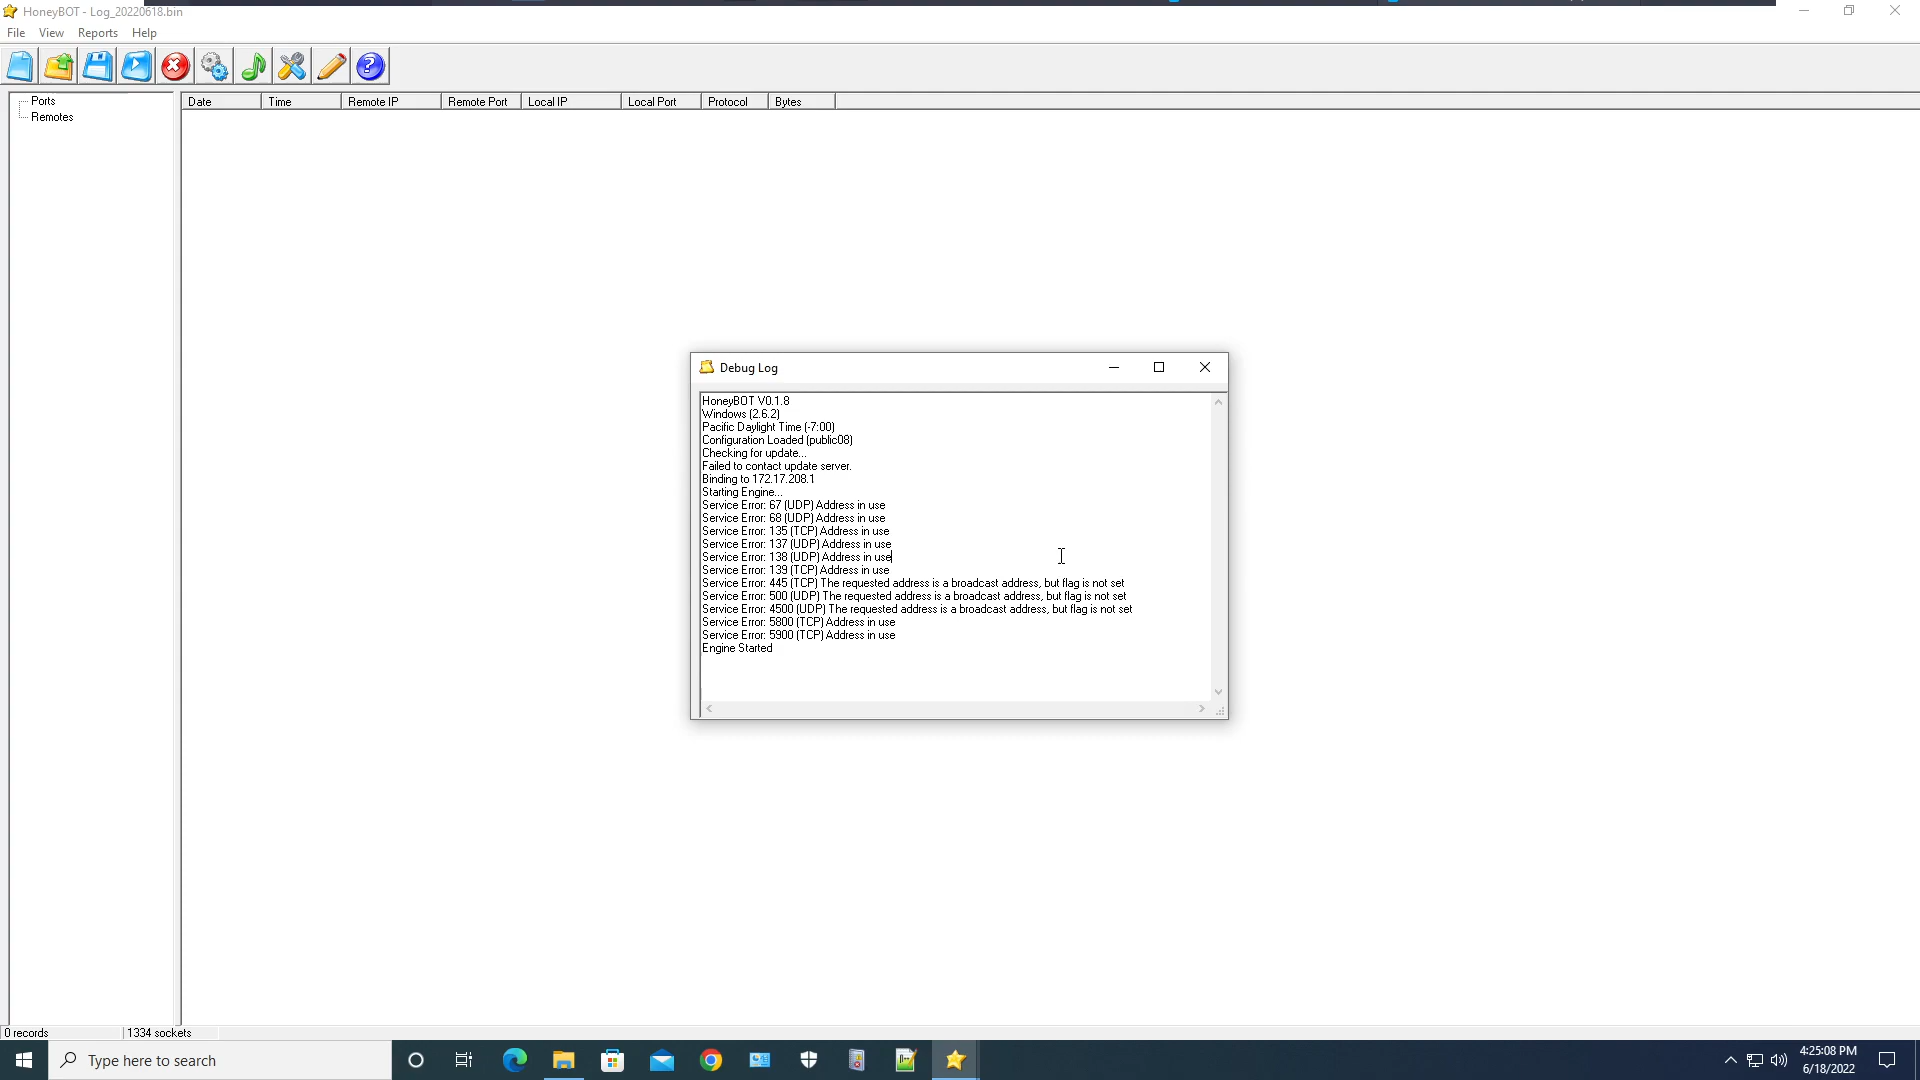 HoneyBOT - Log_20220618.bin
File View Reports Help
Ports
Remotes
Date Time Remote IP Remote Port Local IP Local Port Protocol Bytes
Debug Log
HoneyBOT V0.1.8
Windows (2.6.2)
Pacific Daylight Time (-7:00)
Configuration Loaded (public08)
Checking for update...
Failed to contact update server.
Binding to 172.17.208.1
Starting Engine...
Service Error: 67 (UDP) Address in use
Service Error: 68 (UDP) Address in use
Service Error: 135 (TCP) Address in use
Service Error: 137 (UDP) Address in use
Service Error: 138 (UDP) Address in use
Service Error: 139 (TCP) Address in use
Service Error: 445 (TCP) The requested address is a broadcast address, but flag is not set
Service Error: 500 (UDP) The requested address is a broadcast address, but flag is not set
Service Error: 4500 (UDP) The requested address is a broadcast address, but flag is not set
Service Error: 5800 (TCP) Address in use
Service Error: 5900 (TCP) Address in use
Engine Started
0 records 1334 sockets
Type here to search
4:25:08 PM
6/18/2022